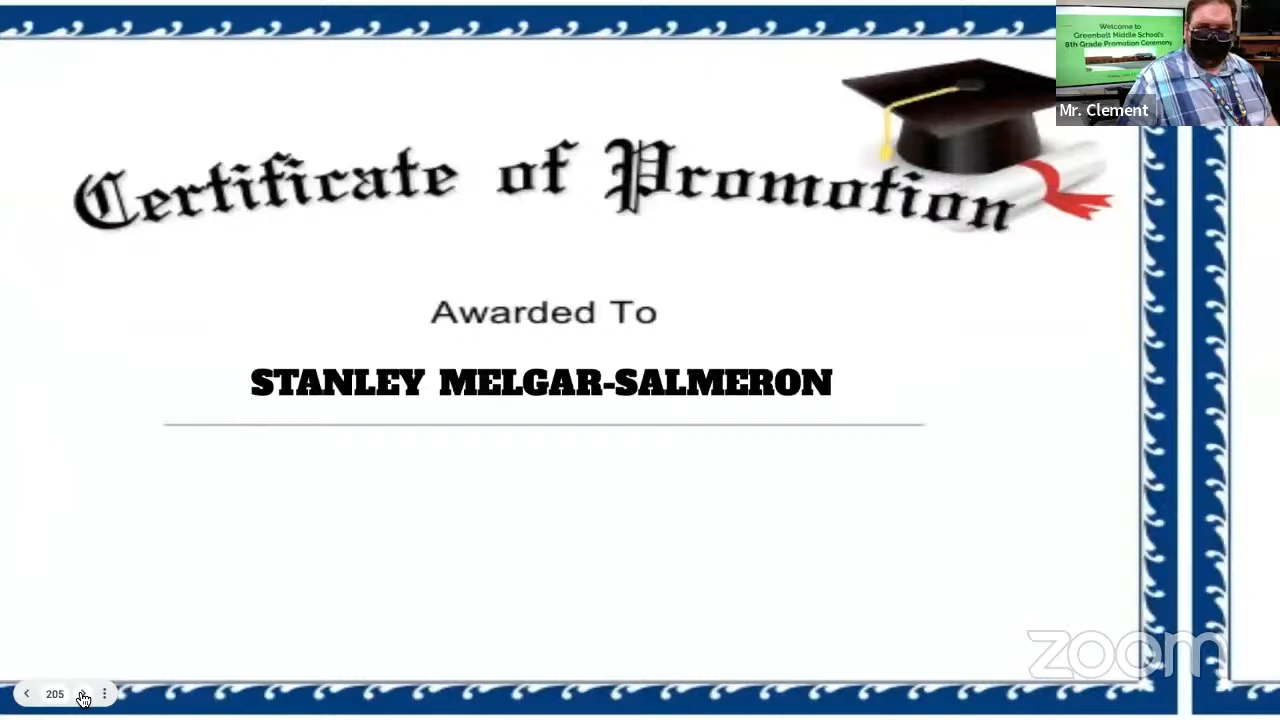 Welcome to
Greenbelt Middle School's
8th Grade Promotion Ceremony
Mr. Clement
Certificate of Promotion
Awarded To
STANLEY MELGAR-SALMERON
zoom
205